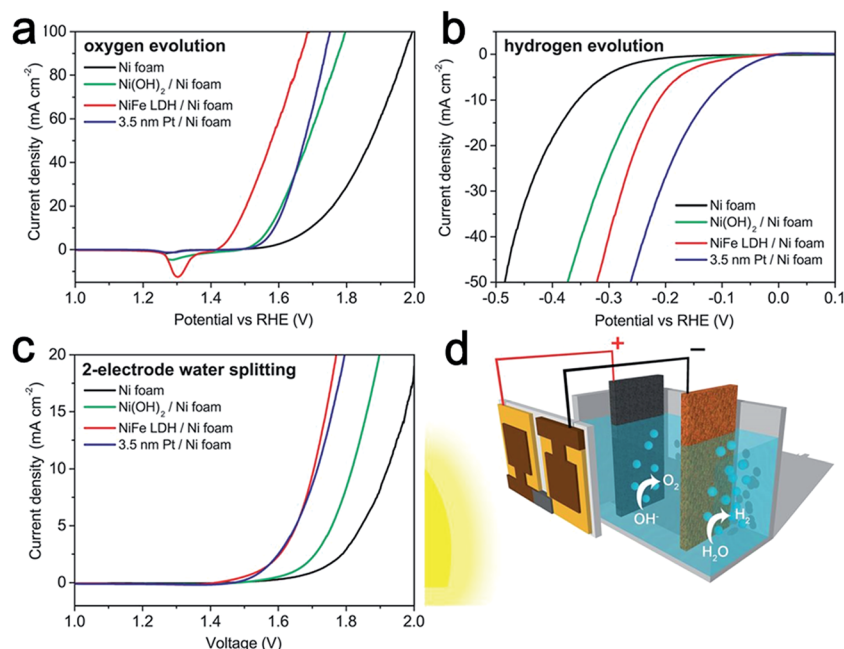 a
oxygen evolution
Ni foam
Ni(OH)2 / Ni foam
NiFe LDH / Ni foam
3.5 nm Pt / Ni foam
Current density (mA cm-2)
100
80
60
40
20
0
1.0 1.2 1.4 1.6 1.8 2.0
Potential vs RHE (V)
b
hydrogen evolution
Ni foam
Ni(OH)2 / Ni foam
NiFe LDH / Ni foam
3.5 nm Pt / Ni foam
Current density (mA cm-2)
0
-10
-20
-30
-40
-50
-0.5 -0.4 -0.3 -0.2 -0.1 0.0 0.1
Potential vs RHE (V)
c
2-electrode water splitting
Ni foam
Ni(OH)2 / Ni foam
NiFe LDH / Ni foam
3.5 nm Pt / Ni foam
Current density (mA cm-2)
20
15
10
5
0
1.0 1.2 1.4 1.6 1.8 2.0
Voltage (V)
d
+ −
O2
OH-
H2
H2O